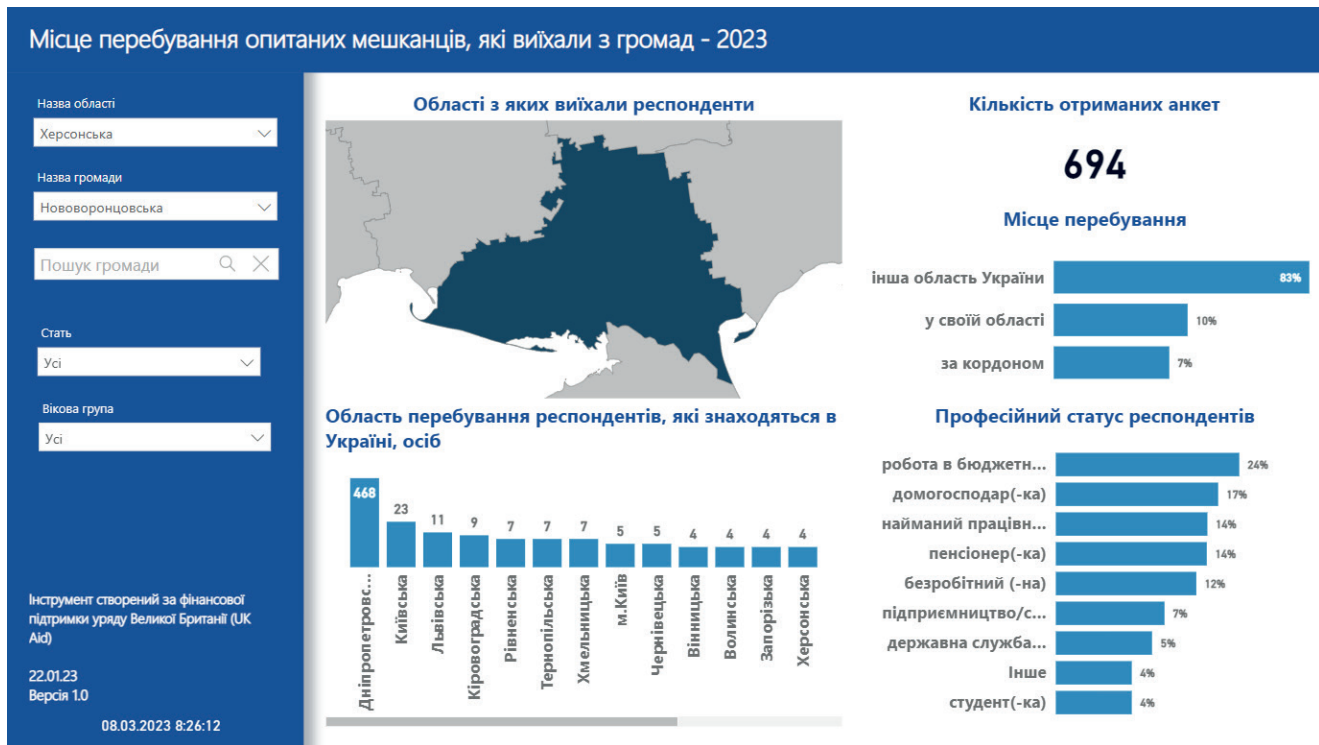 Місце перебування опитаних мешканців, які виїхали з громад - 2023
Назва області
Херсонська
Назва громади
Нововоронцовська
Пошук громади
Стать
Усі
Вікова група
Усі
Інструмент створений за фінансової
підтримки уряду Великої Британії (UK
Aid)
22.01.23
Версія 1.0
08.03.2023 8:26:12
Області з яких виїхали респонденти
Область перебування респондентів, які знаходяться в
Україні, осіб
468
23
11
9
7
7
7
5
5
4
4
4
4
Дніпропетровс...
Київська
Львівська
Кіровоградська
Рівненська
Тернопільська
Хмельницька
м.Київ
Чернівецька
Вінницька
Волинська
Запорізька
Херсонська
Кількість отриманих анкет
694
Місце перебування
інша область України 83%
у своїй області 10%
за кордоном 7%
Професійний статус респондентів
робота в бюджетн... 24%
домогосподар(-ка) 17%
найманий працівн... 14%
пенсіонер(-ка) 14%
безробітний (-на) 12%
підприємництво/с... 7%
державна служба... 5%
Інше 4%
студент(-ка) 4%